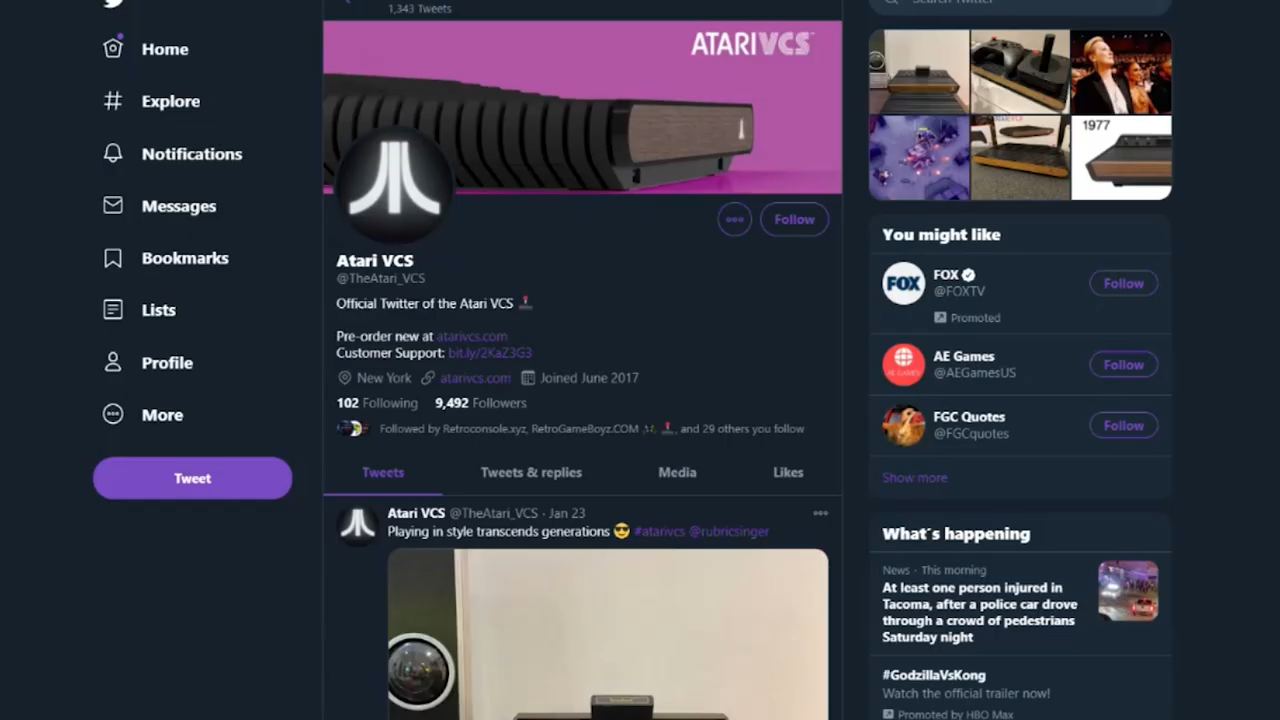 1,343 Tweets
Search Twitter
Home
Explore
Notifications
Messages
Bookmarks
Lists
Profile
More
Tweet
ATARI VCS
Follow
Atari VCS
@TheAtari_VCS
Official Twitter of the Atari VCS 🕹️
Pre-order new at atarivcs.com
Customer Support: bit.ly/2KaZ3G3
New York atarivcs.com Joined June 2017
102 Following 9,492 Followers
Followed by Retroconsole.xyz, RetroGameBoyz.COM 🕹️, and 29 others you follow
Tweets Tweets & replies Media Likes
Atari VCS @TheAtari_VCS · Jan 23
Playing in style transcends generations 😎 #atarivcs @rubricsinger
1977
You might like
FOX
FOX
@FOXTV
Follow
Promoted
AE GAMES
AE Games
@AEGamesUS
Follow
FGC Quotes
@FGCquotes
Follow
Show more
What´s happening
News · This morning
At least one person injured in
Tacoma, after a police car drove
through a crowd of pedestrians
Saturday night
#GodzillaVsKong
Watch the official trailer now!
Promoted by HBO Max